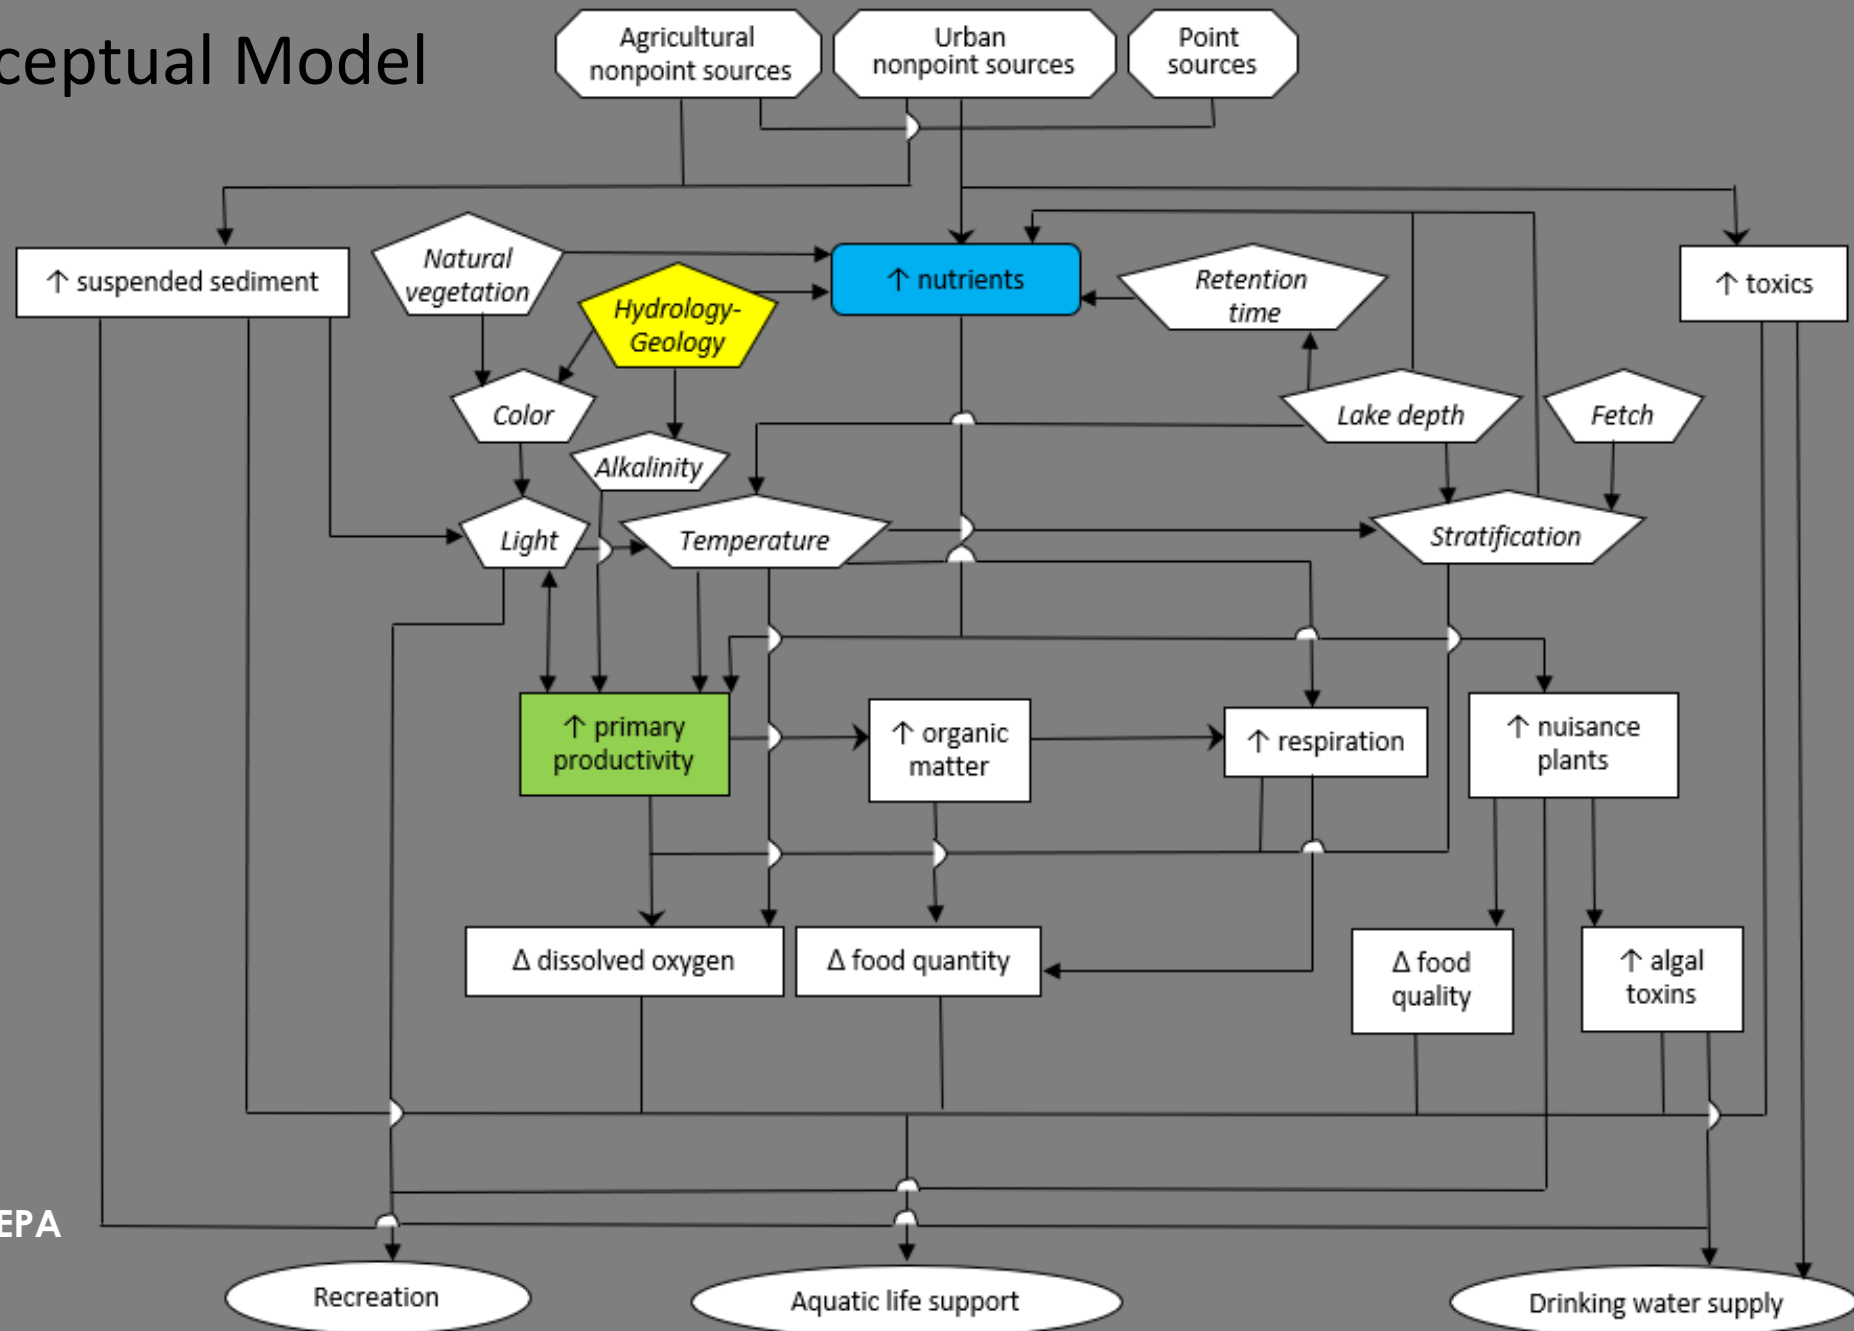 ceptual Model
Agricultural
nonpoint sources
Urban
nonpoint sources
Point
sources
↑ suspended sediment
Natural
vegetation
Hydrology-
Geology
↑ nutrients
Retention
time
↑ toxics
Color
Alkalinity
Lake depth
Fetch
Light
Temperature
Stratification
↑ primary
productivity
↑ organic
matter
↑ respiration
↑ nuisance
plants
Δ dissolved oxygen
Δ food quantity
Δ food
quality
↑ algal
toxins
EPA
Recreation
Aquatic life support
Drinking water supply